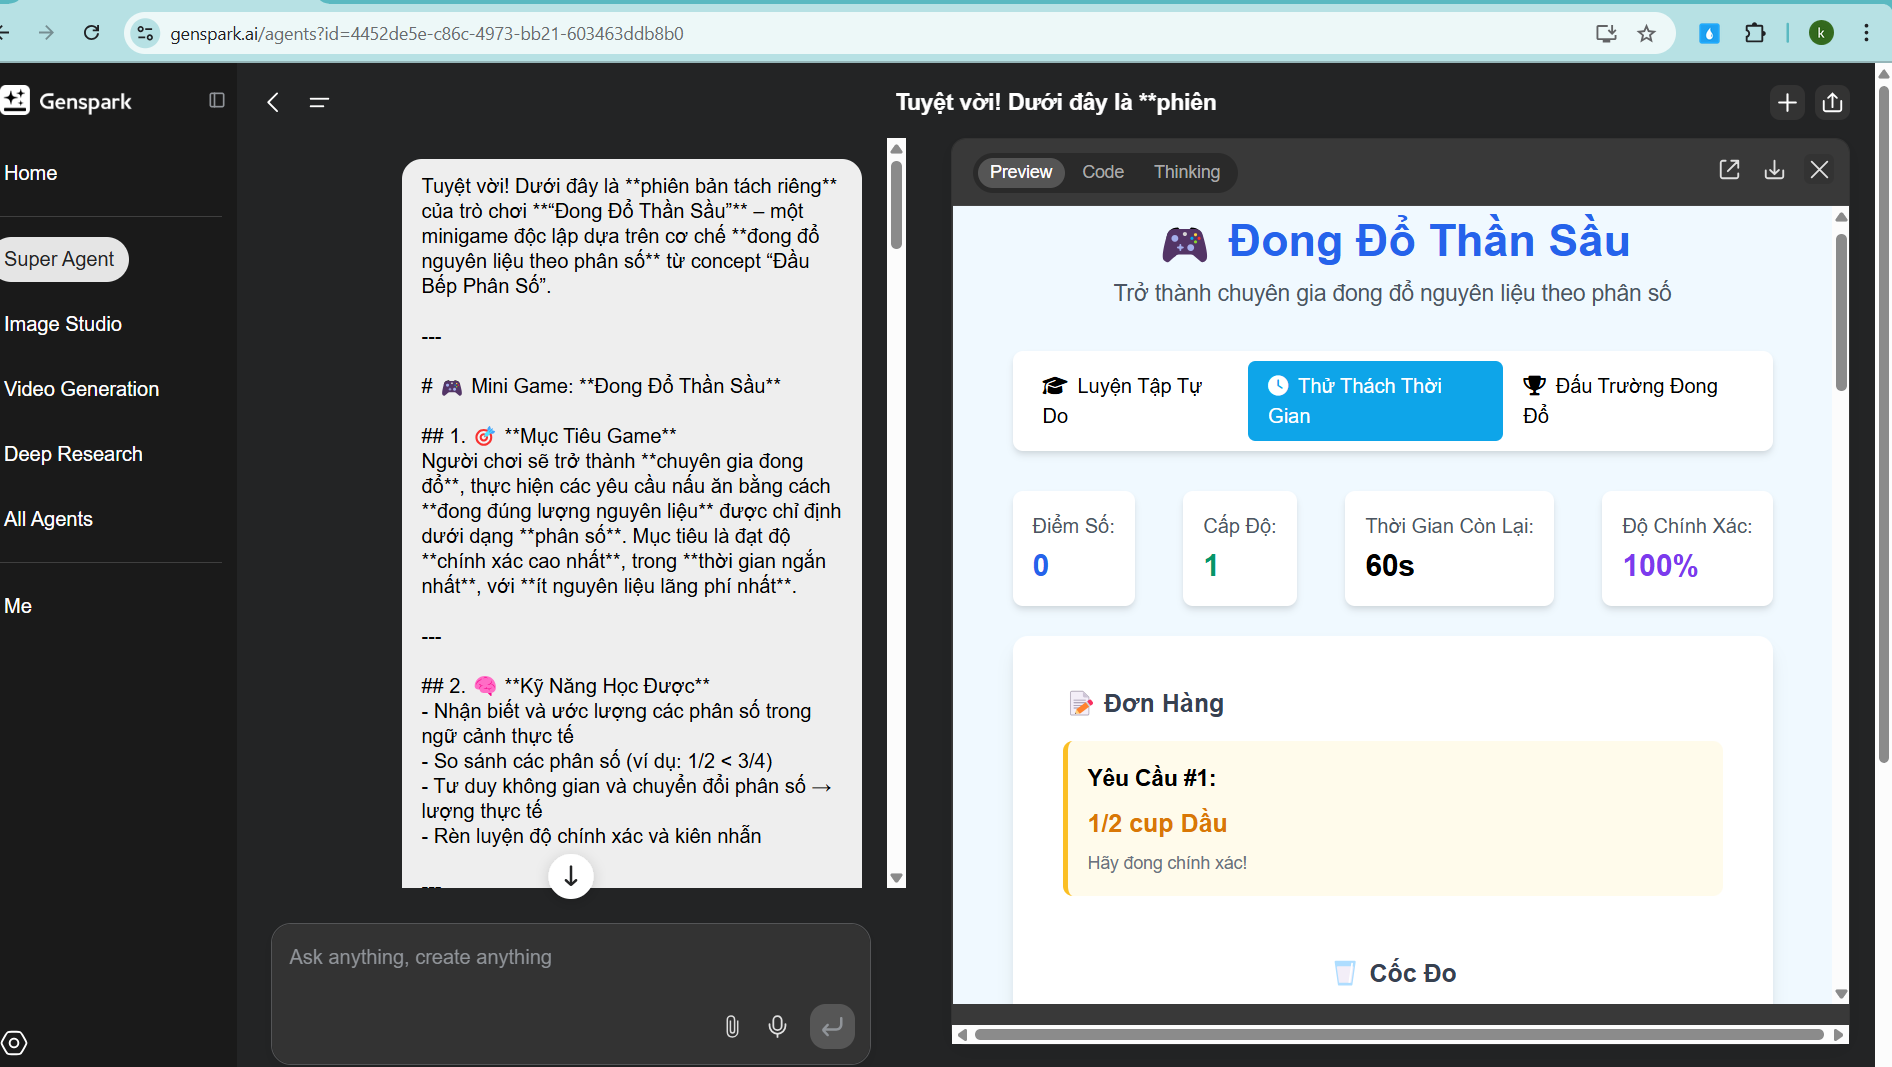 genspark.ai/agents?id=4452de5e-c86c-4973-bb21-603463ddb8b0
k
Genspark
Home
Super Agent
Image Studio
Video Generation
Deep Research
All Agents
Me
Tuyệt vời! Dưới đây là **phiên
Tuyệt vời! Dưới đây là **phiên bản tách riêng**
của trò chơi **“Đong Đổ Thần Sầu”** – một
minigame độc lập dựa trên cơ chế **đong đổ
nguyên liệu theo phân số** từ concept “Đầu
Bếp Phân Số”.
---
# 🎮 Mini Game: **Đong Đổ Thần Sầu**
## 1. 🎯 **Mục Tiêu Game**
Người chơi sẽ trở thành **chuyên gia đong
đổ**, thực hiện các yêu cầu nấu ăn bằng cách
**đong đúng lượng nguyên liệu** được chỉ định
dưới dạng **phân số**. Mục tiêu là đạt độ
**chính xác cao nhất**, trong **thời gian ngắn
nhất**, với **ít nguyên liệu lãng phí nhất**.
---
## 2. 🧠 **Kỹ Năng Học Được**
- Nhận biết và ước lượng các phân số trong
ngữ cảnh thực tế
- So sánh các phân số (ví dụ: 1/2 < 3/4)
- Tư duy không gian và chuyển đổi phân số →
lượng thực tế
- Rèn luyện độ chính xác và kiên nhẫn
---
Ask anything, create anything
Preview
Code
Thinking
🎮 Đong Đổ Thần Sầu
Trở thành chuyên gia đong đổ nguyên liệu theo phân số
Luyện Tập Tự
Do
Thử Thách Thời
Gian
Đấu Trường Đong
Đổ
Điểm Số:
0
Cấp Độ:
1
Thời Gian Còn Lại:
60s
Độ Chính Xác:
100%
📝 Đơn Hàng
Yêu Cầu #1:
1/2 cup Dầu
Hãy đong chính xác!
🥛 Cốc Đo